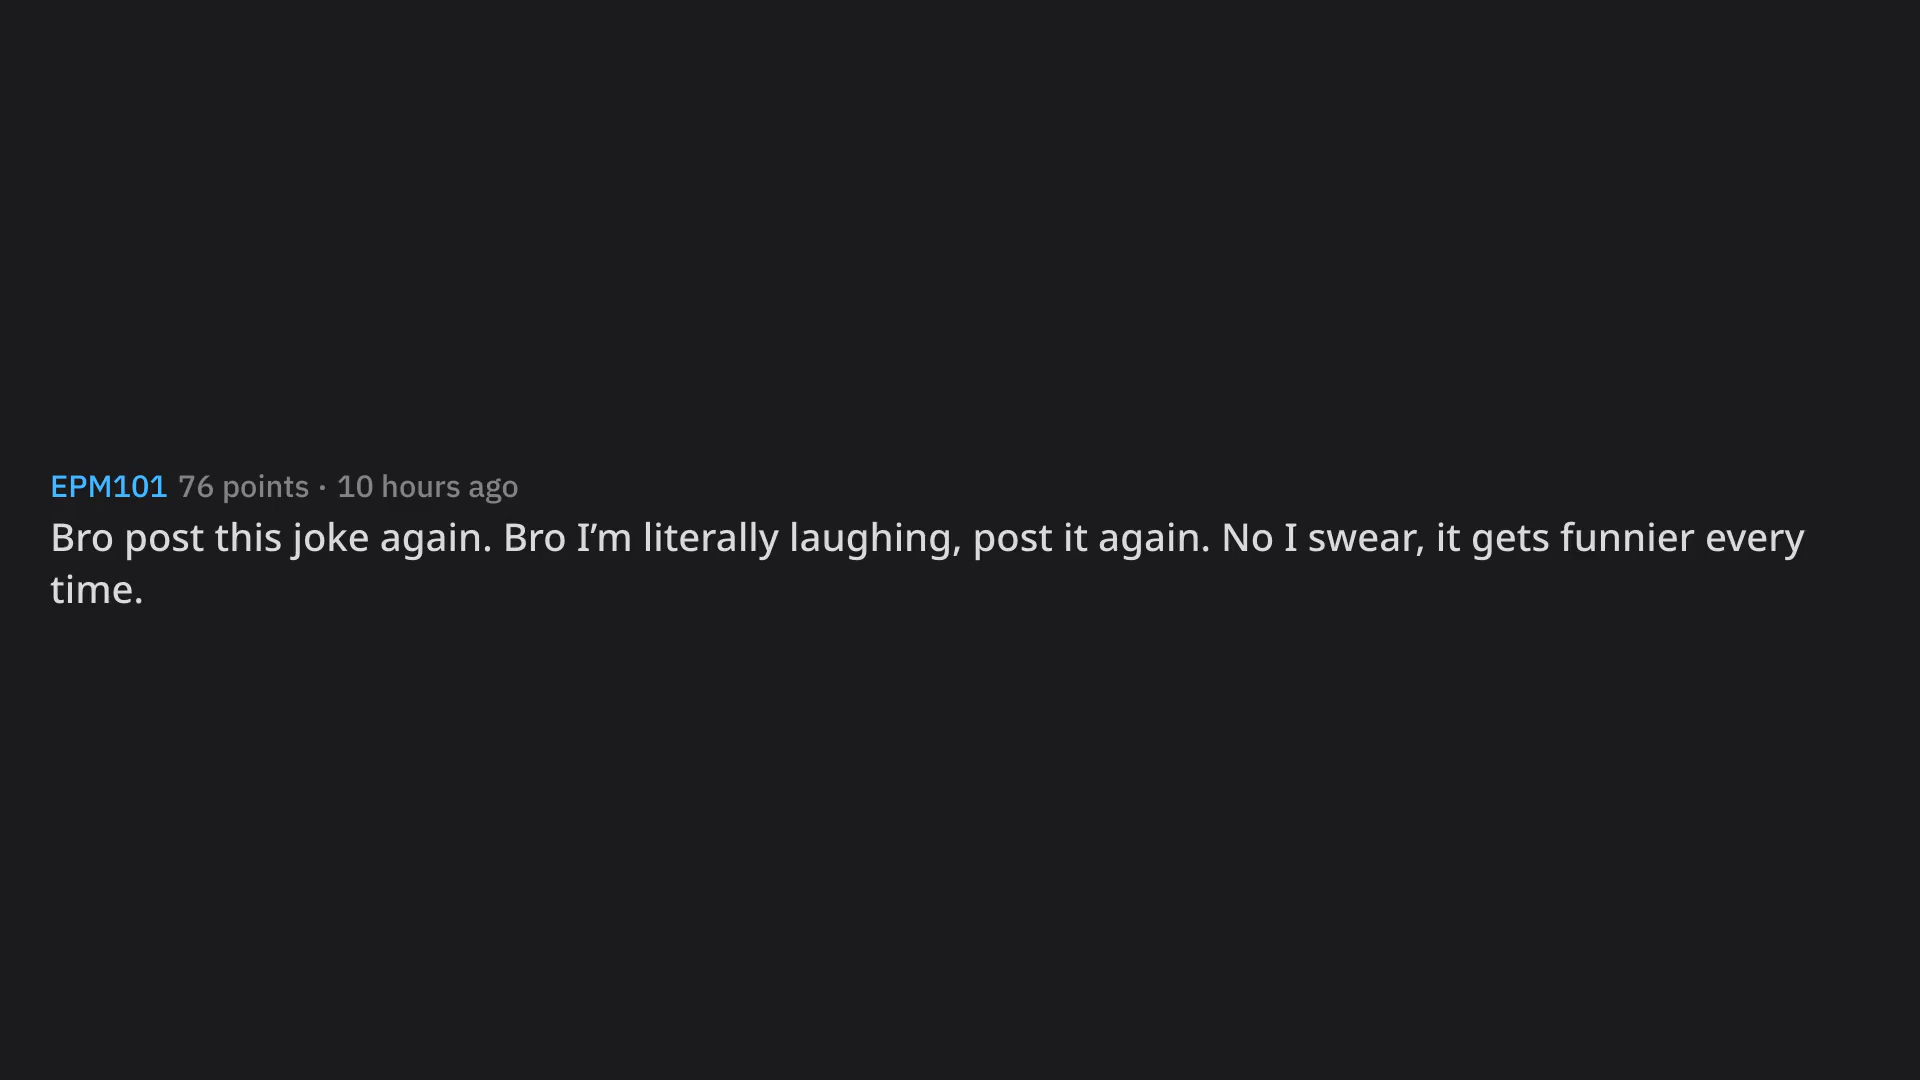 EPM101 76 points · 10 hours ago
Bro post this joke again. Bro I’m literally laughing, post it again. No I swear, it gets funnier every
time.